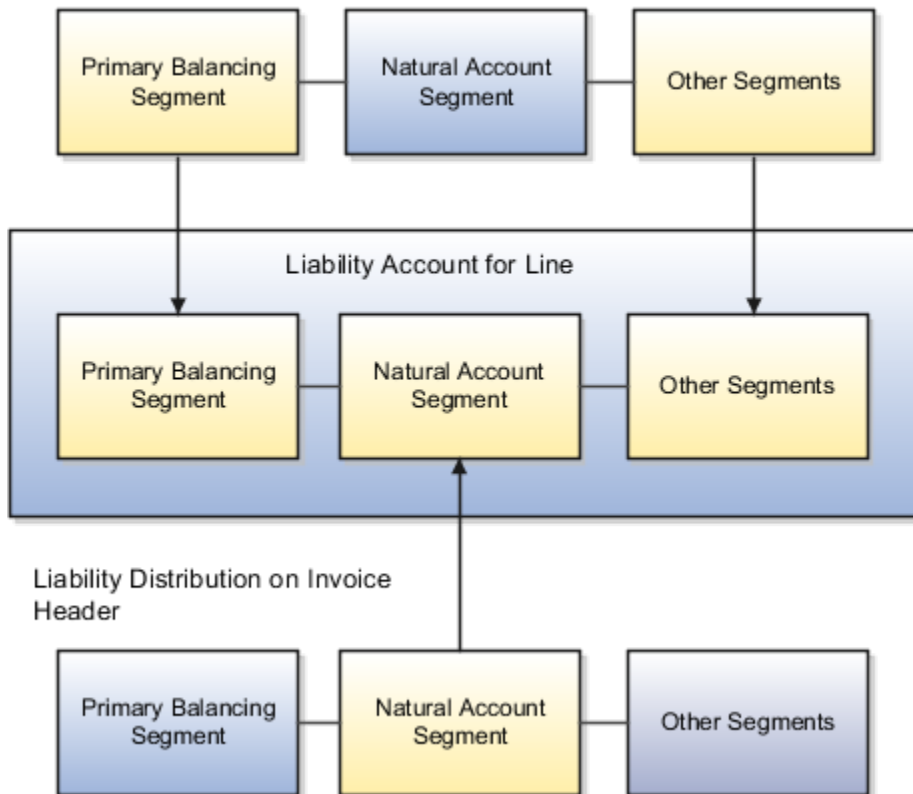 Primary Balancing
Segment
Natural Account
Segment
Other Segments
Liability Account for Line
Primary Balancing
Segment
Natural Account
Segment
Other Segments
Liability Distribution on Invoice
Header
Primary Balancing
Segment
Natural Account
Segment
Other Segments